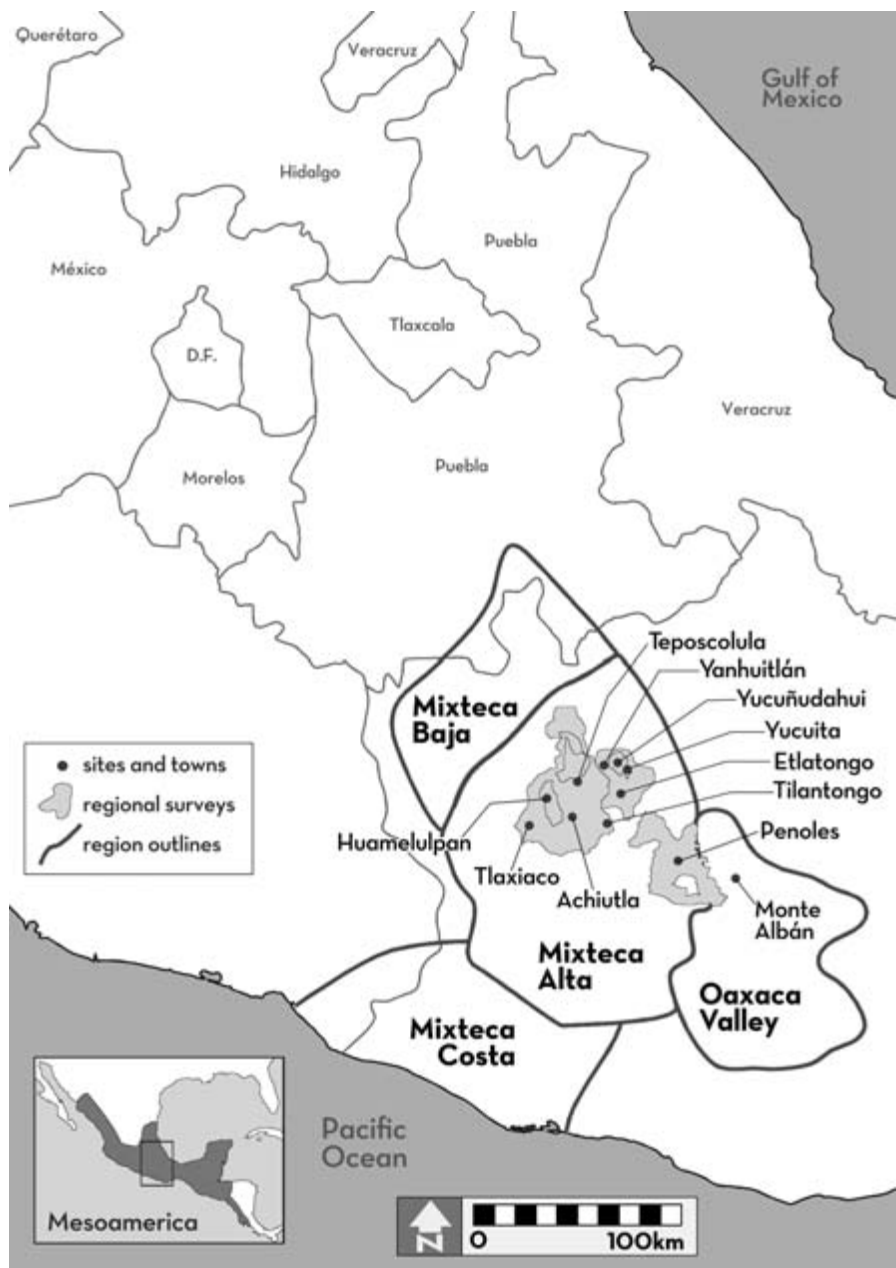 Querétaro
Veracruz
Gulf of
Mexico
Hidalgo
Puebla
México
Tlaxcala
D.F.
Veracruz
Morelos
Puebla
Teposcolula
Yanhuitlán
Yucuñudahui
Yucuita
Etlatongo
Tilantongo
Penoles
Mixteca
Baja
sites and towns
regional surveys
region outlines
Huamelulpan
Tlaxiaco
Achiutla
Monte
Albán
Mixteca
Alta
Oaxaca
Valley
Mixteca
Costa
Pacific
Ocean
Mesoamerica
N
0 100km